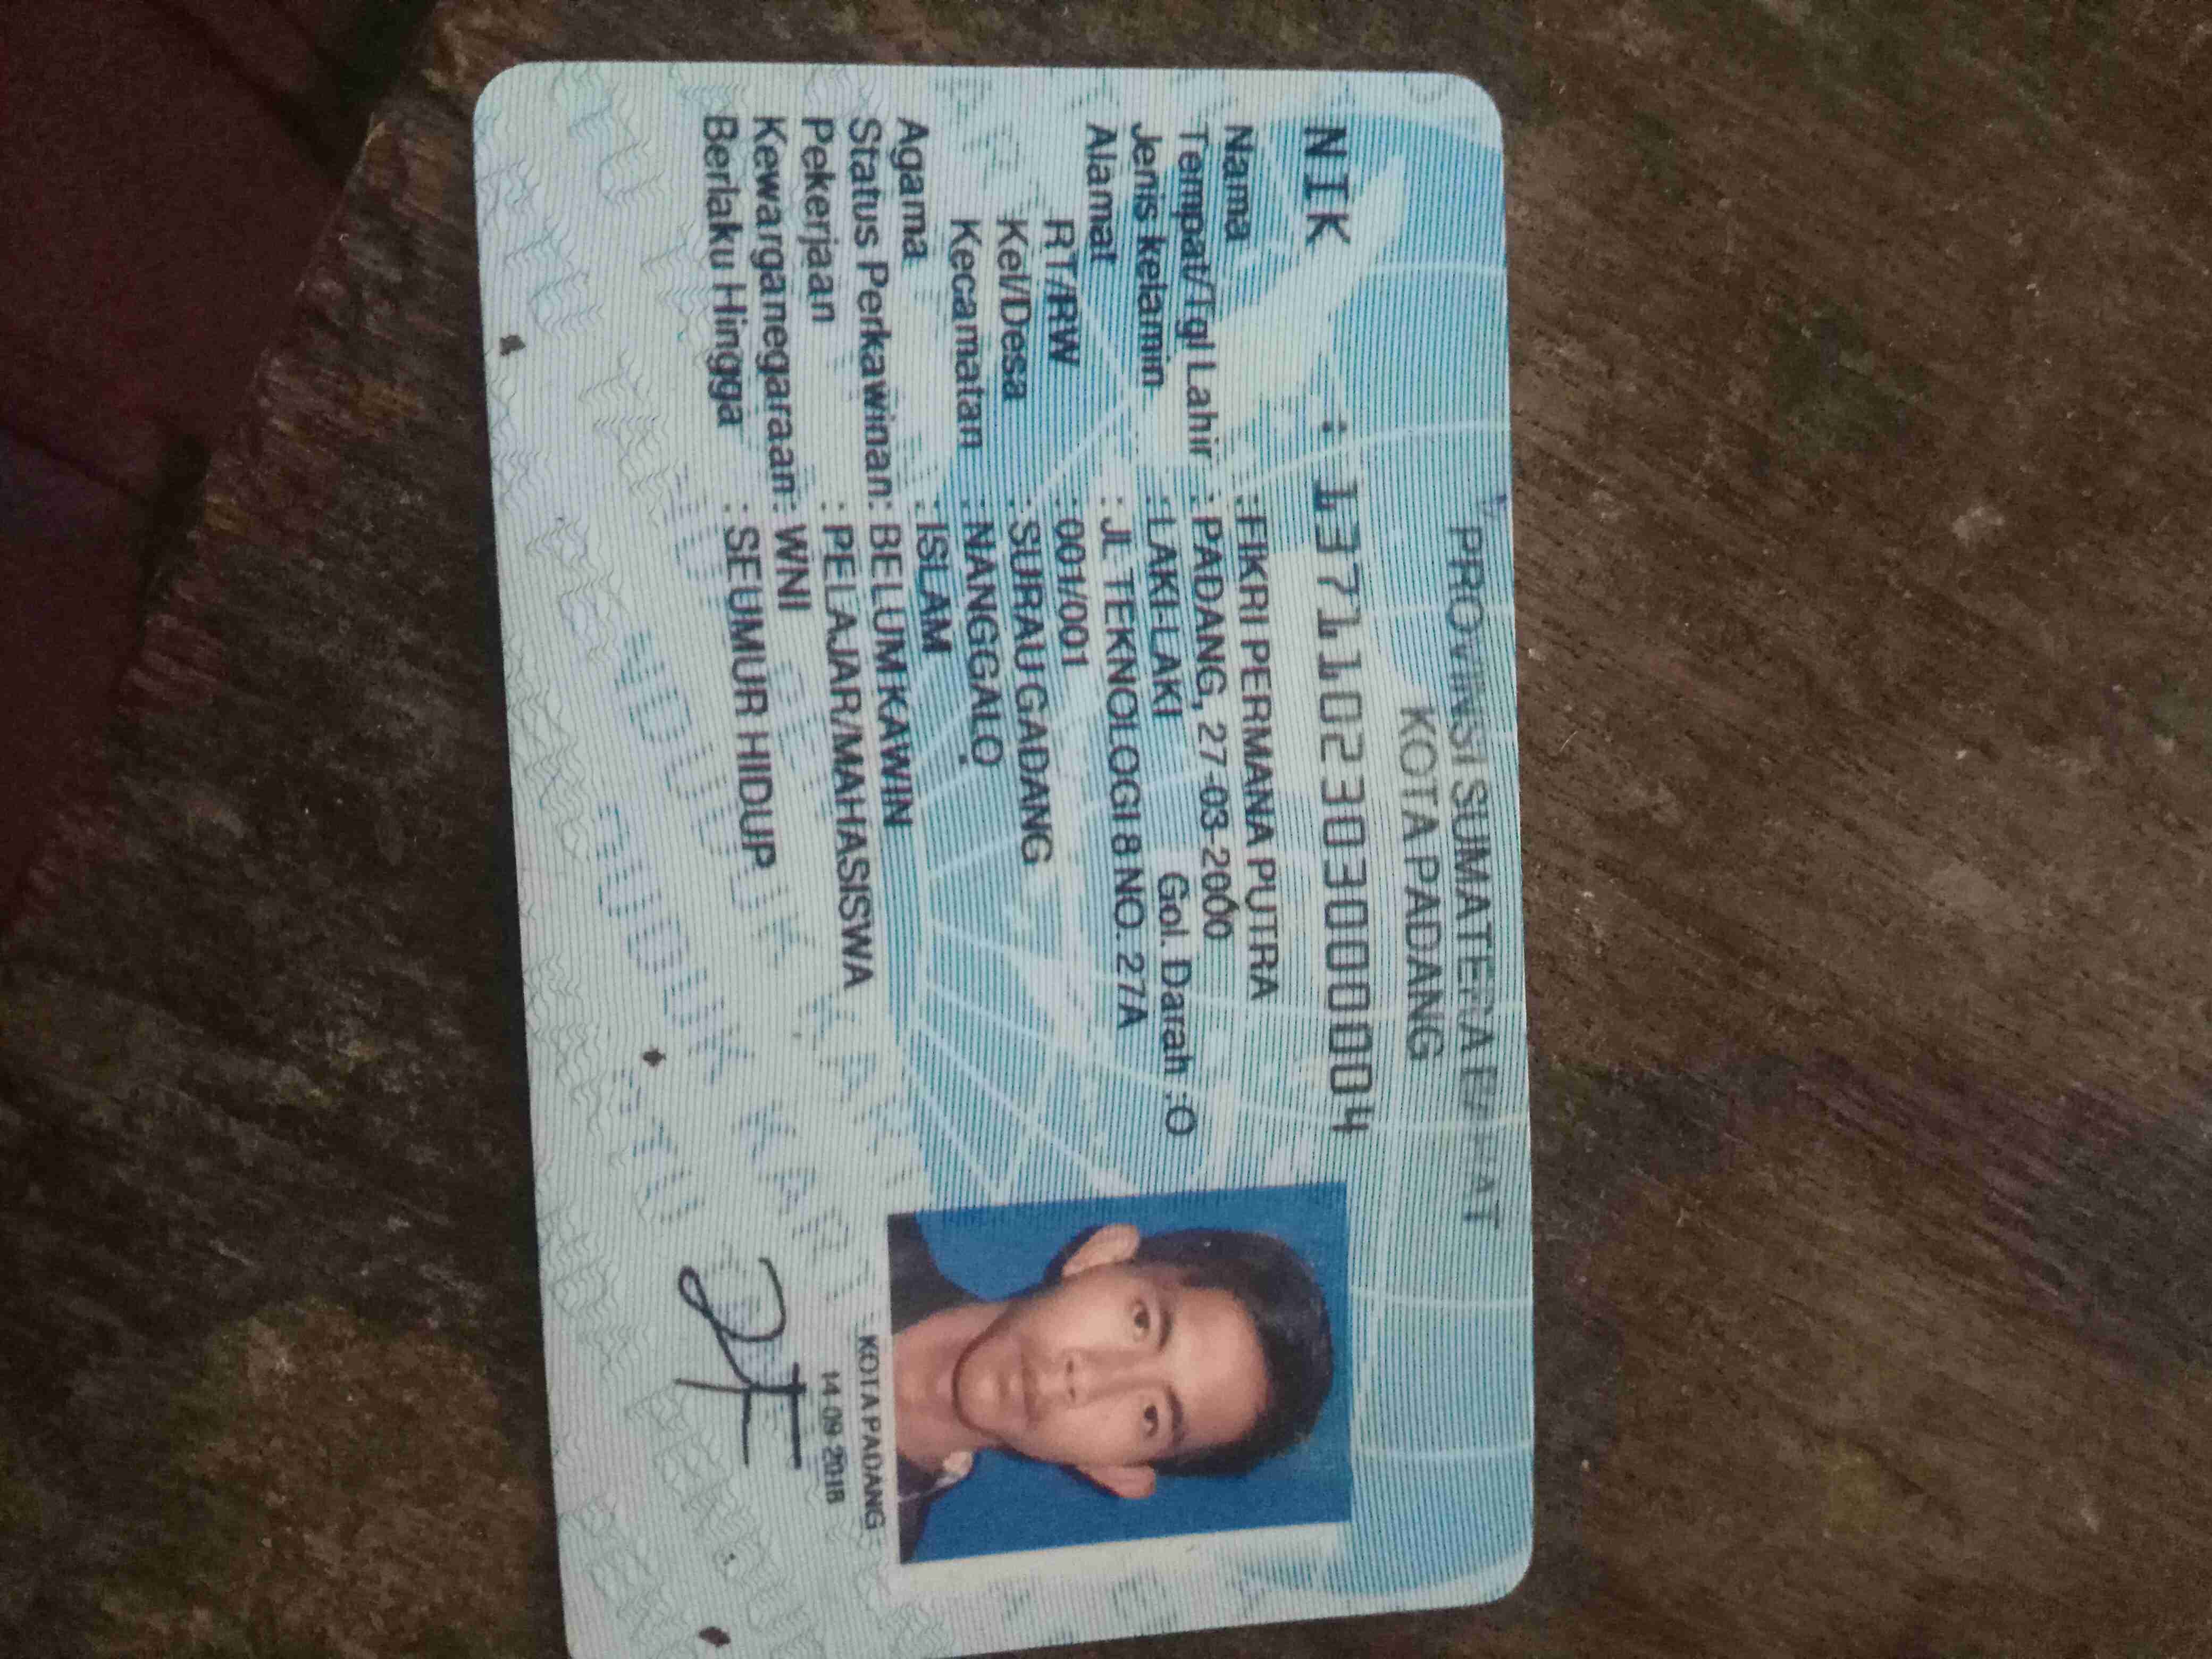 PROVINSI SUMATERA BARAT
KOTA PADANG
NIK : 1371102303000004
Nama : FIKRI PERMANA PUTRA
Tempat/Tgl Lahir : PADANG, 27-03-2000
Jenis kelamin : LAKI-LAKI Gol. Darah : O
Alamat : JL TEKNOLOGI 8 NO. 27A
RT/RW : 001/001
Kel/Desa : SURAU GADANG
Kecamatan : NANGGALO
Agama : ISLAM
Status Perkawinan : BELUM KAWIN
Pekerjaan : PELAJAR/MAHASISWA
Kewarganegaraan : WNI
Berlaku Hingga : SEUMUR HIDUP
KOTA PADANG
14-09-2018